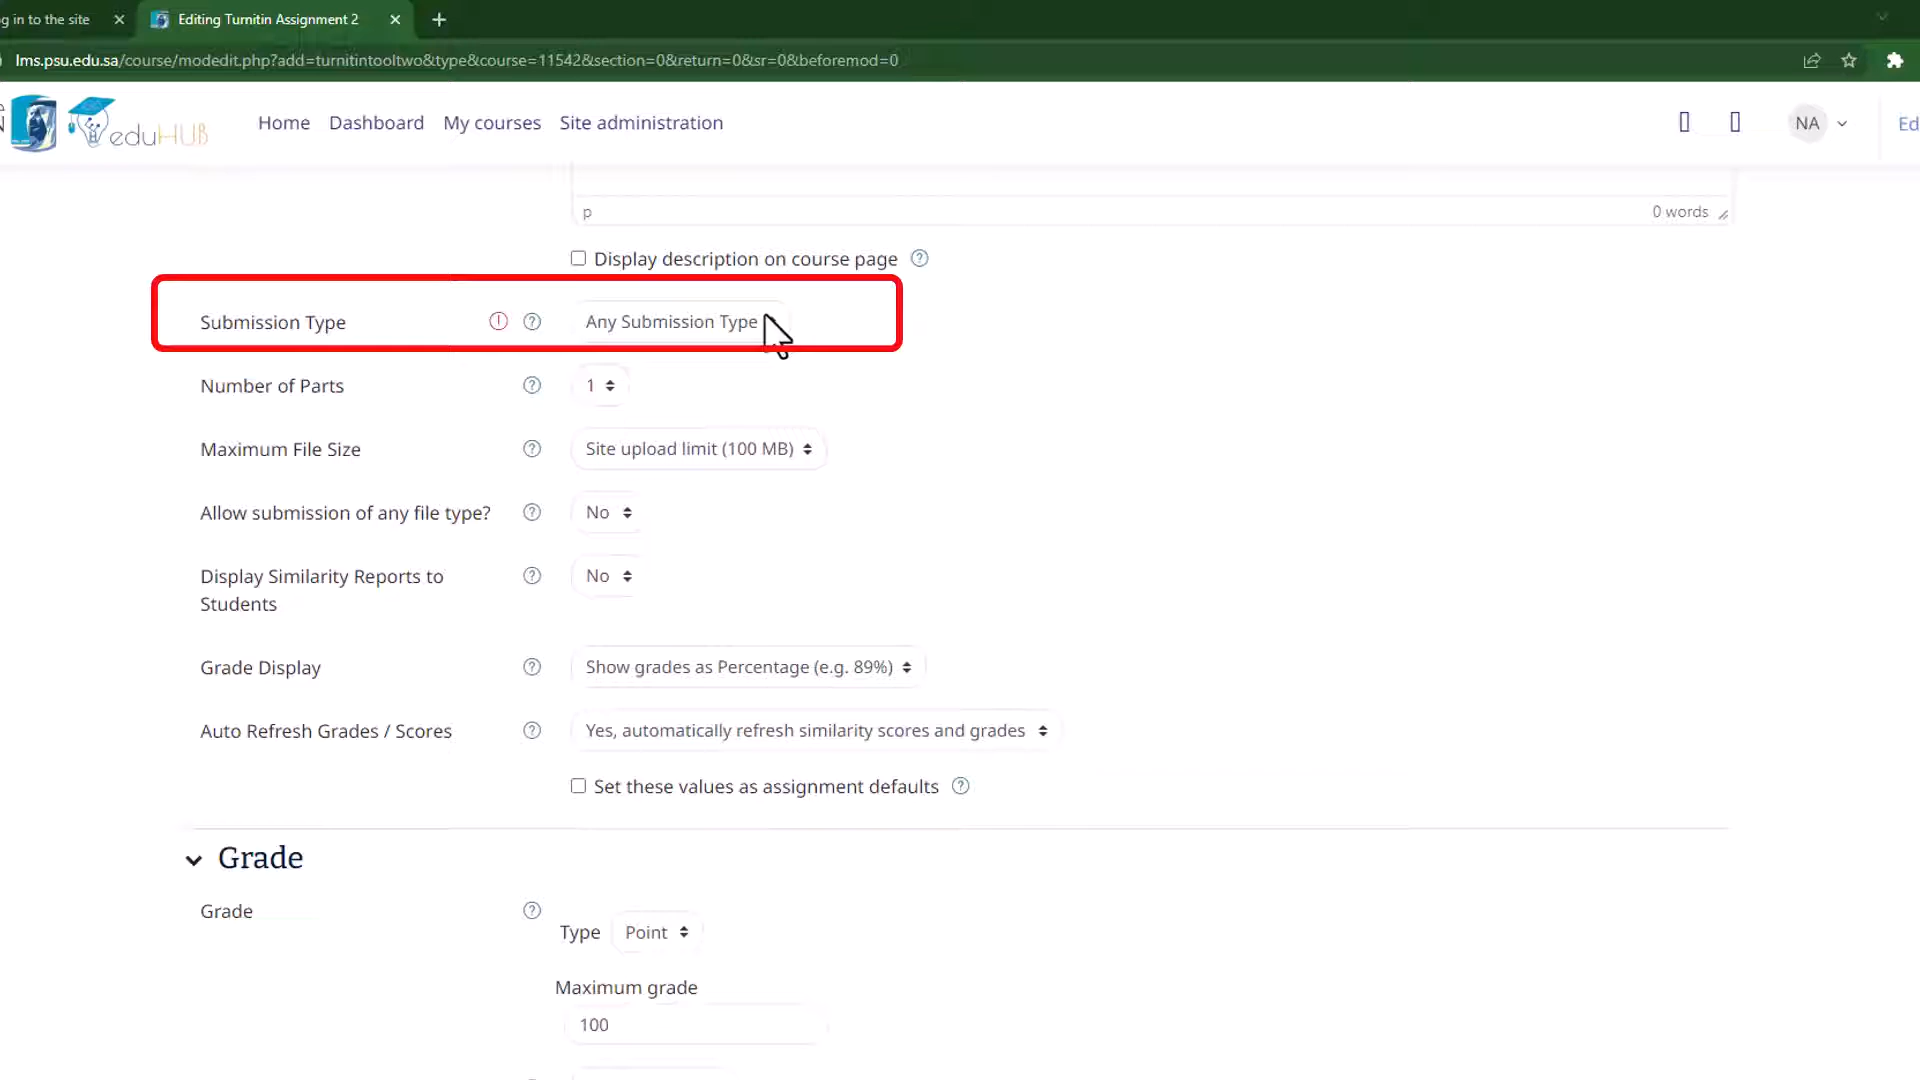 g in to the site
Editing Turnitin Assignment 2
lms.psu.edu.sa/course/modedit.php?add=turnitintooltwo&type&course=11542&section=0&return=0&sr=0&beforemod=0
eduHUB
Home Dashboard My courses Site administration
NA
Ed
p
0 words
Display description on course page
Submission Type
Any Submission Type
Number of Parts
1
Maximum File Size
Site upload limit (100 MB)
Allow submission of any file type?
No
Display Similarity Reports to
Students
No
Grade Display
Show grades as Percentage (e.g. 89%)
Auto Refresh Grades / Scores
Yes, automatically refresh similarity scores and grades
Set these values as assignment defaults
Grade
Grade
Type Point
Maximum grade
100